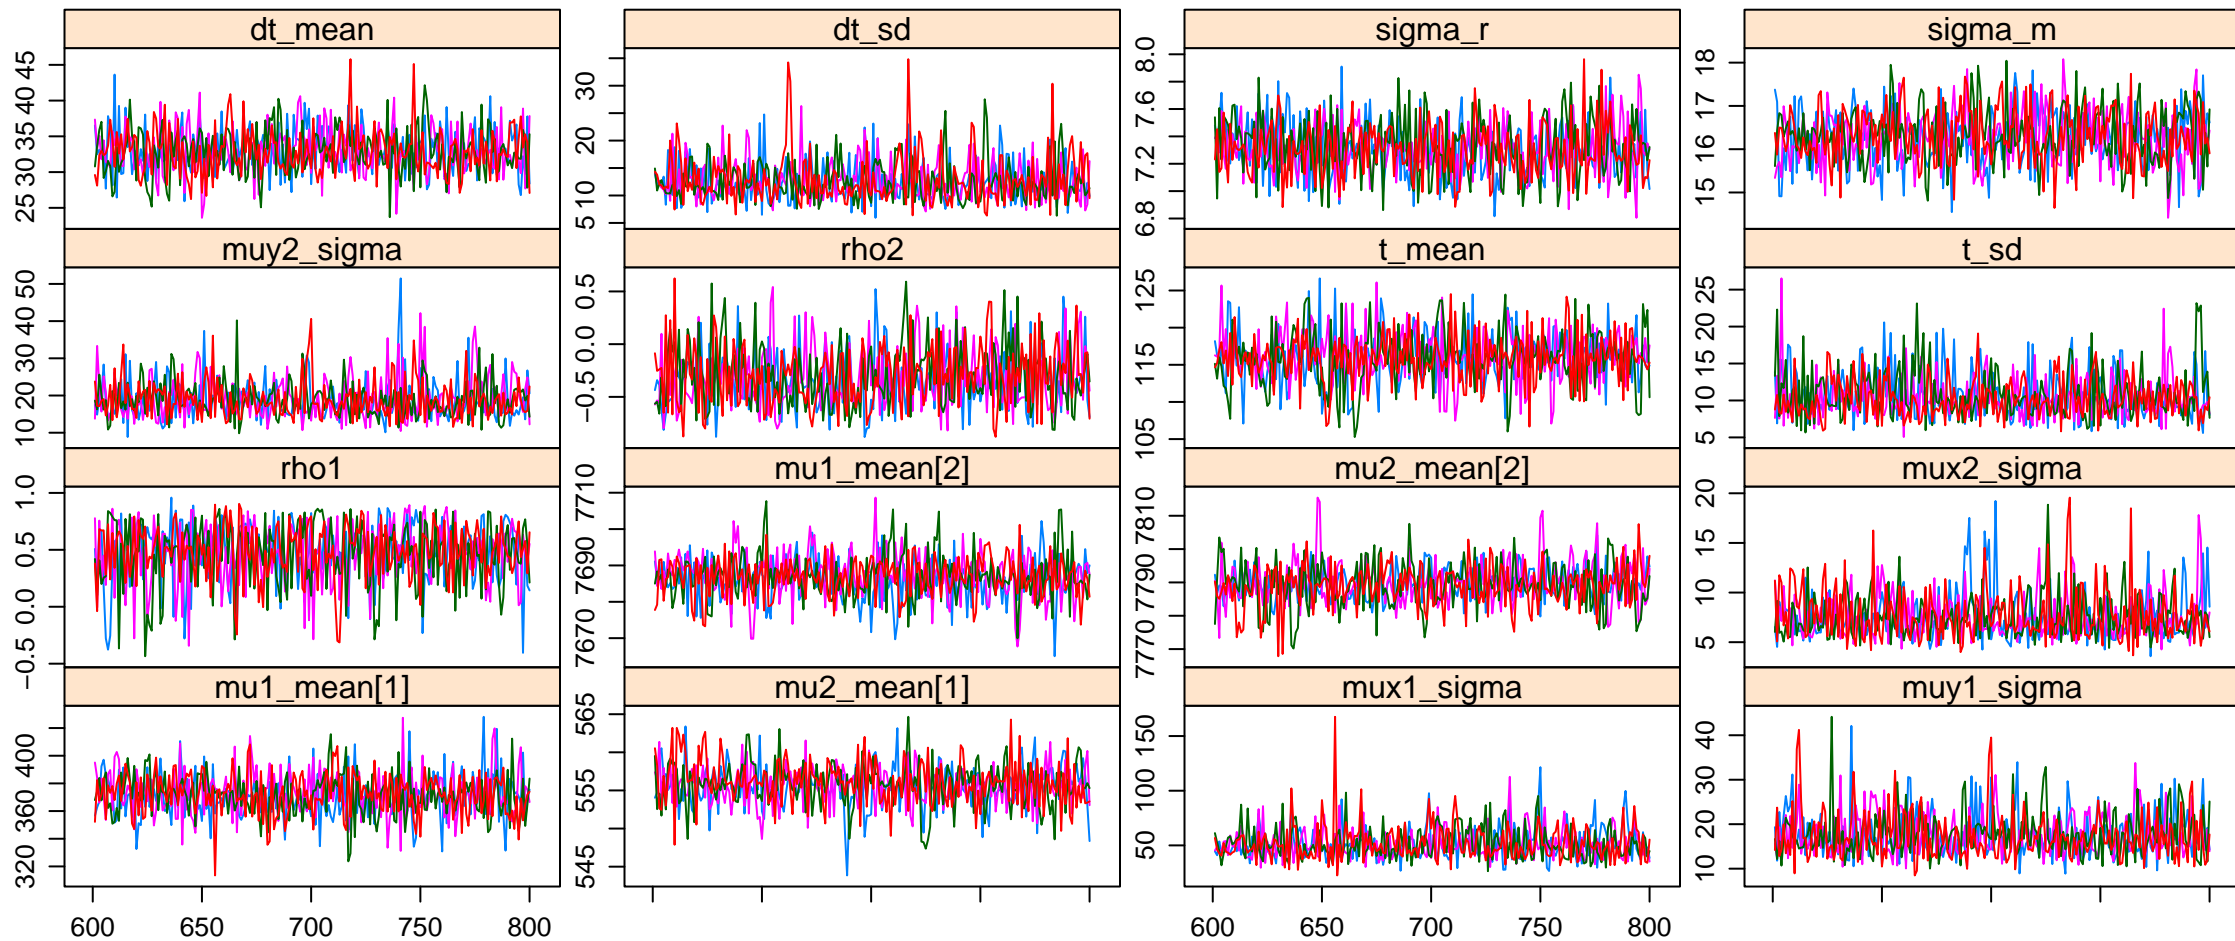 dt_mean dt_sd sigma_r sigma_m
25 30 35 40 45
5 10 20 30
6.8 7.2 7.6 8.0
15 16 17 18
muy2_sigma rho2 t_mean t_sd
10 20 30 40 50
−0.5 0.0 0.5
105 115 125
5 10 15 20 25
rho1 mu1_mean[2] mu2_mean[2] mux2_sigma
−0.5 0.0 0.5 1.0
7670 7690 7710
7770 7790 7810
5 10 15 20
mu1_mean[1] mu2_mean[1] mux1_sigma muy1_sigma
320 360 400
545 555 565
50 100 150
10 20 30 40
600 650 700 750 800
600 650 700 750 800